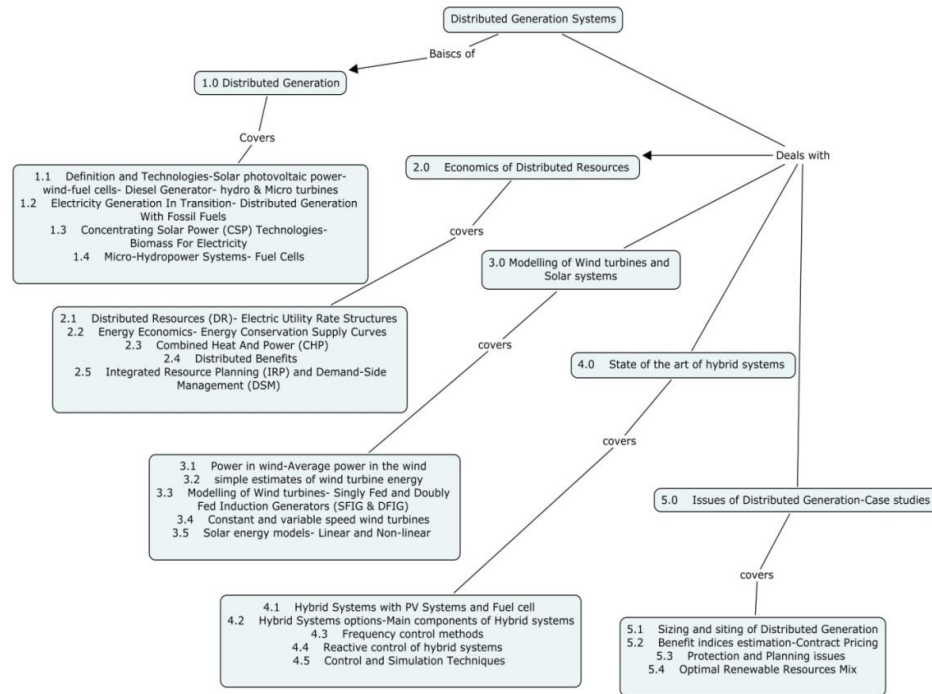 Distributed Generation Systems
Baiscs of
1.0 Distributed Generation
Covers
1.1 Definition and Technologies-Solar photovoltaic power-
wind-fuel cells- Diesel Generator- hydro & Micro turbines
1.2 Electricity Generation In Transition- Distributed Generation
With Fossil Fuels
1.3 Concentrating Solar Power (CSP) Technologies-
Biomass For Electricity
1.4 Micro-Hydropower Systems- Fuel Cells
Deals with
2.0 Economics of Distributed Resources
covers
2.1 Distributed Resources (DR)- Electric Utility Rate Structures
2.2 Energy Economics- Energy Conservation Supply Curves
2.3 Combined Heat And Power (CHP)
2.4 Distributed Benefits
2.5 Integrated Resource Planning (IRP) and Demand-Side
Management (DSM)
3.0 Modelling of Wind turbines and
Solar systems
covers
3.1 Power in wind-Average power in the wind
3.2 simple estimates of wind turbine energy
3.3 Modelling of Wind turbines- Singly Fed and Doubly
Fed Induction Generators (SFIG & DFIG)
3.4 Constant and variable speed wind turbines
3.5 Solar energy models- Linear and Non-linear
4.0 State of the art of hybrid systems
covers
4.1 Hybrid Systems with PV Systems and Fuel cell
4.2 Hybrid Systems options-Main components of Hybrid systems
4.3 Frequency control methods
4.4 Reactive control of hybrid systems
4.5 Control and Simulation Techniques
5.0 Issues of Distributed Generation-Case studies
covers
5.1 Sizing and siting of Distributed Generation
5.2 Benefit indices estimation-Contract Pricing
5.3 Protection and Planning issues
5.4 Optimal Renewable Resources Mix